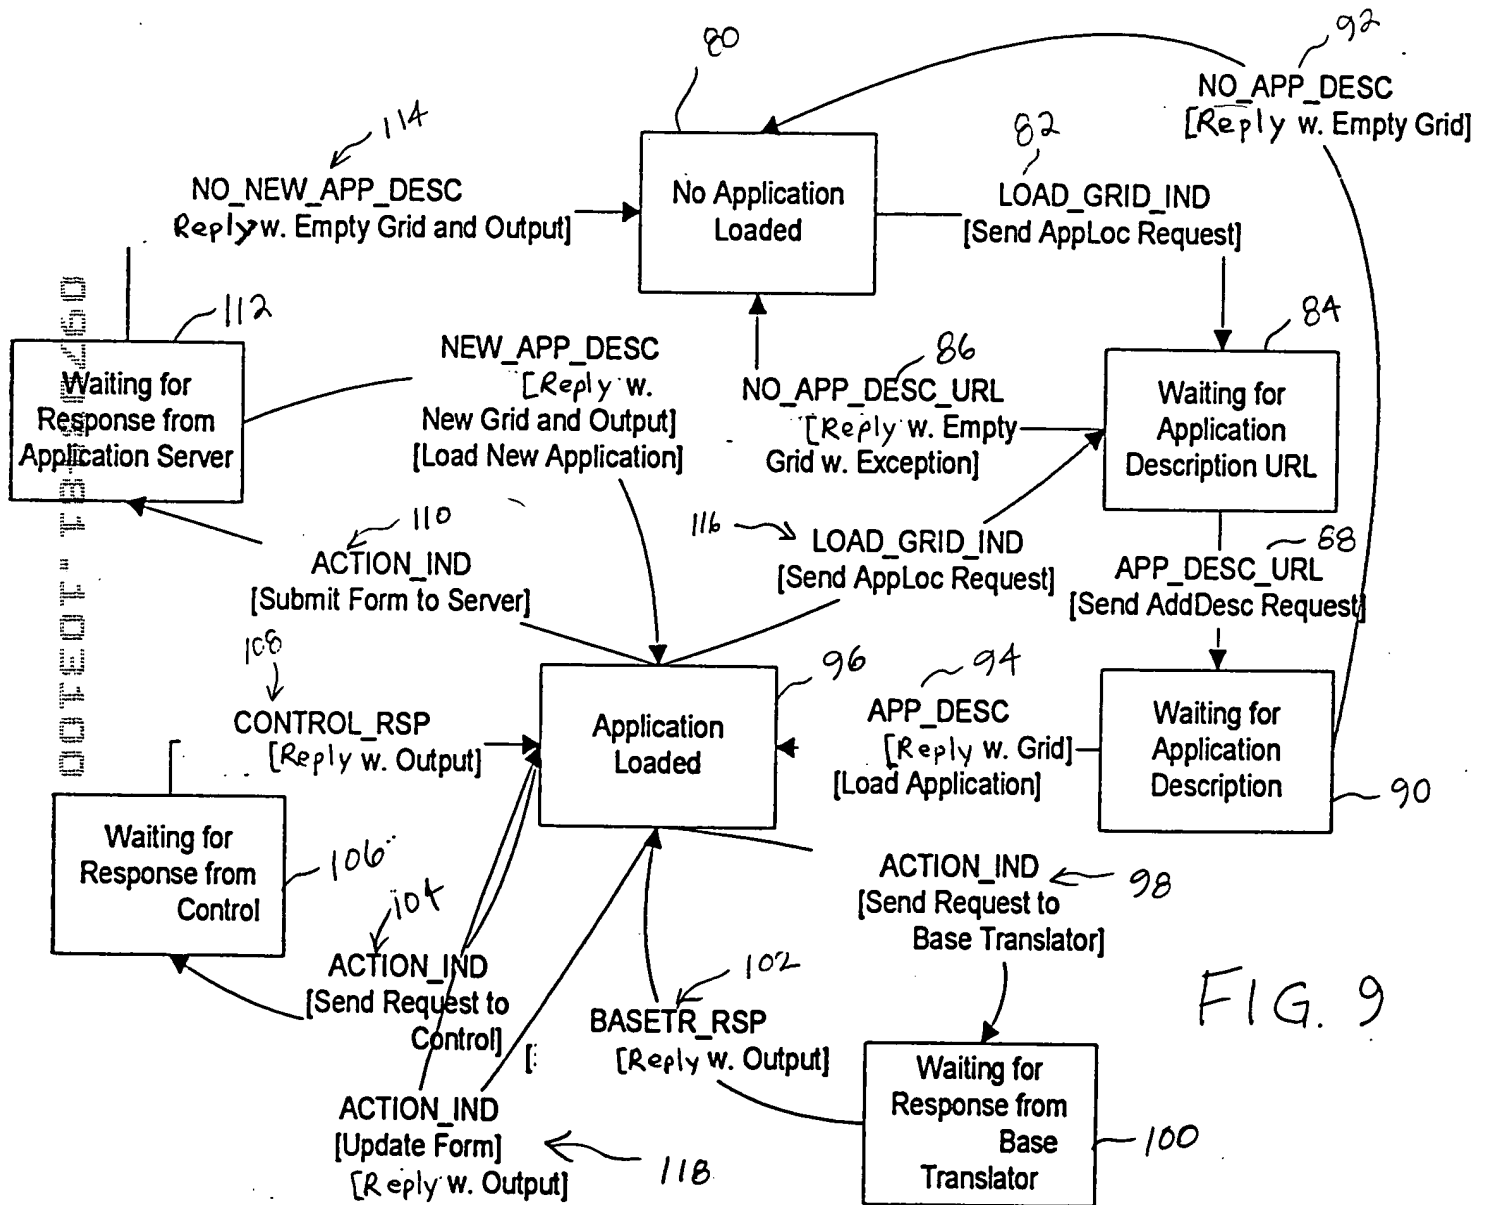 80
92
NO_APP_DESC
[Reply w. Empty Grid]
114
82
NO_NEW_APP_DESC
Reply w. Empty Grid and Output]
No Application
Loaded
LOAD_GRID_IND
[Send AppLoc Request]
112
84
Waiting for
Response from
Application Server
NEW_APP_DESC
[Reply w.
New Grid and Output]
[Load New Application]
86
NO_APP_DESC_URL
[Reply w. Empty
Grid w. Exception]
Waiting for
Application
Description URL
110
ACTION_IND
[Submit Form to Server]
116
LOAD_GRID_IND
[Send AppLoc Request]
88
APP_DESC_URL
[Send AddDesc Request]
108
CONTROL_RSP
[Reply w. Output]
96
Application
Loaded
94
APP_DESC
[Reply w. Grid]
[Load Application]
Waiting for
Application
Description
90
Waiting for
Response from
Control
106
104
ACTION_IND
[Send Request to
Control]
[
ACTION_IND
[Send Request to
Base Translator]
98
102
BASETR_RSP
[Reply w. Output]
FIG. 9
ACTION_IND
[Update Form]
[Reply w. Output]
118
Waiting for
Response from
Base
Translator
100